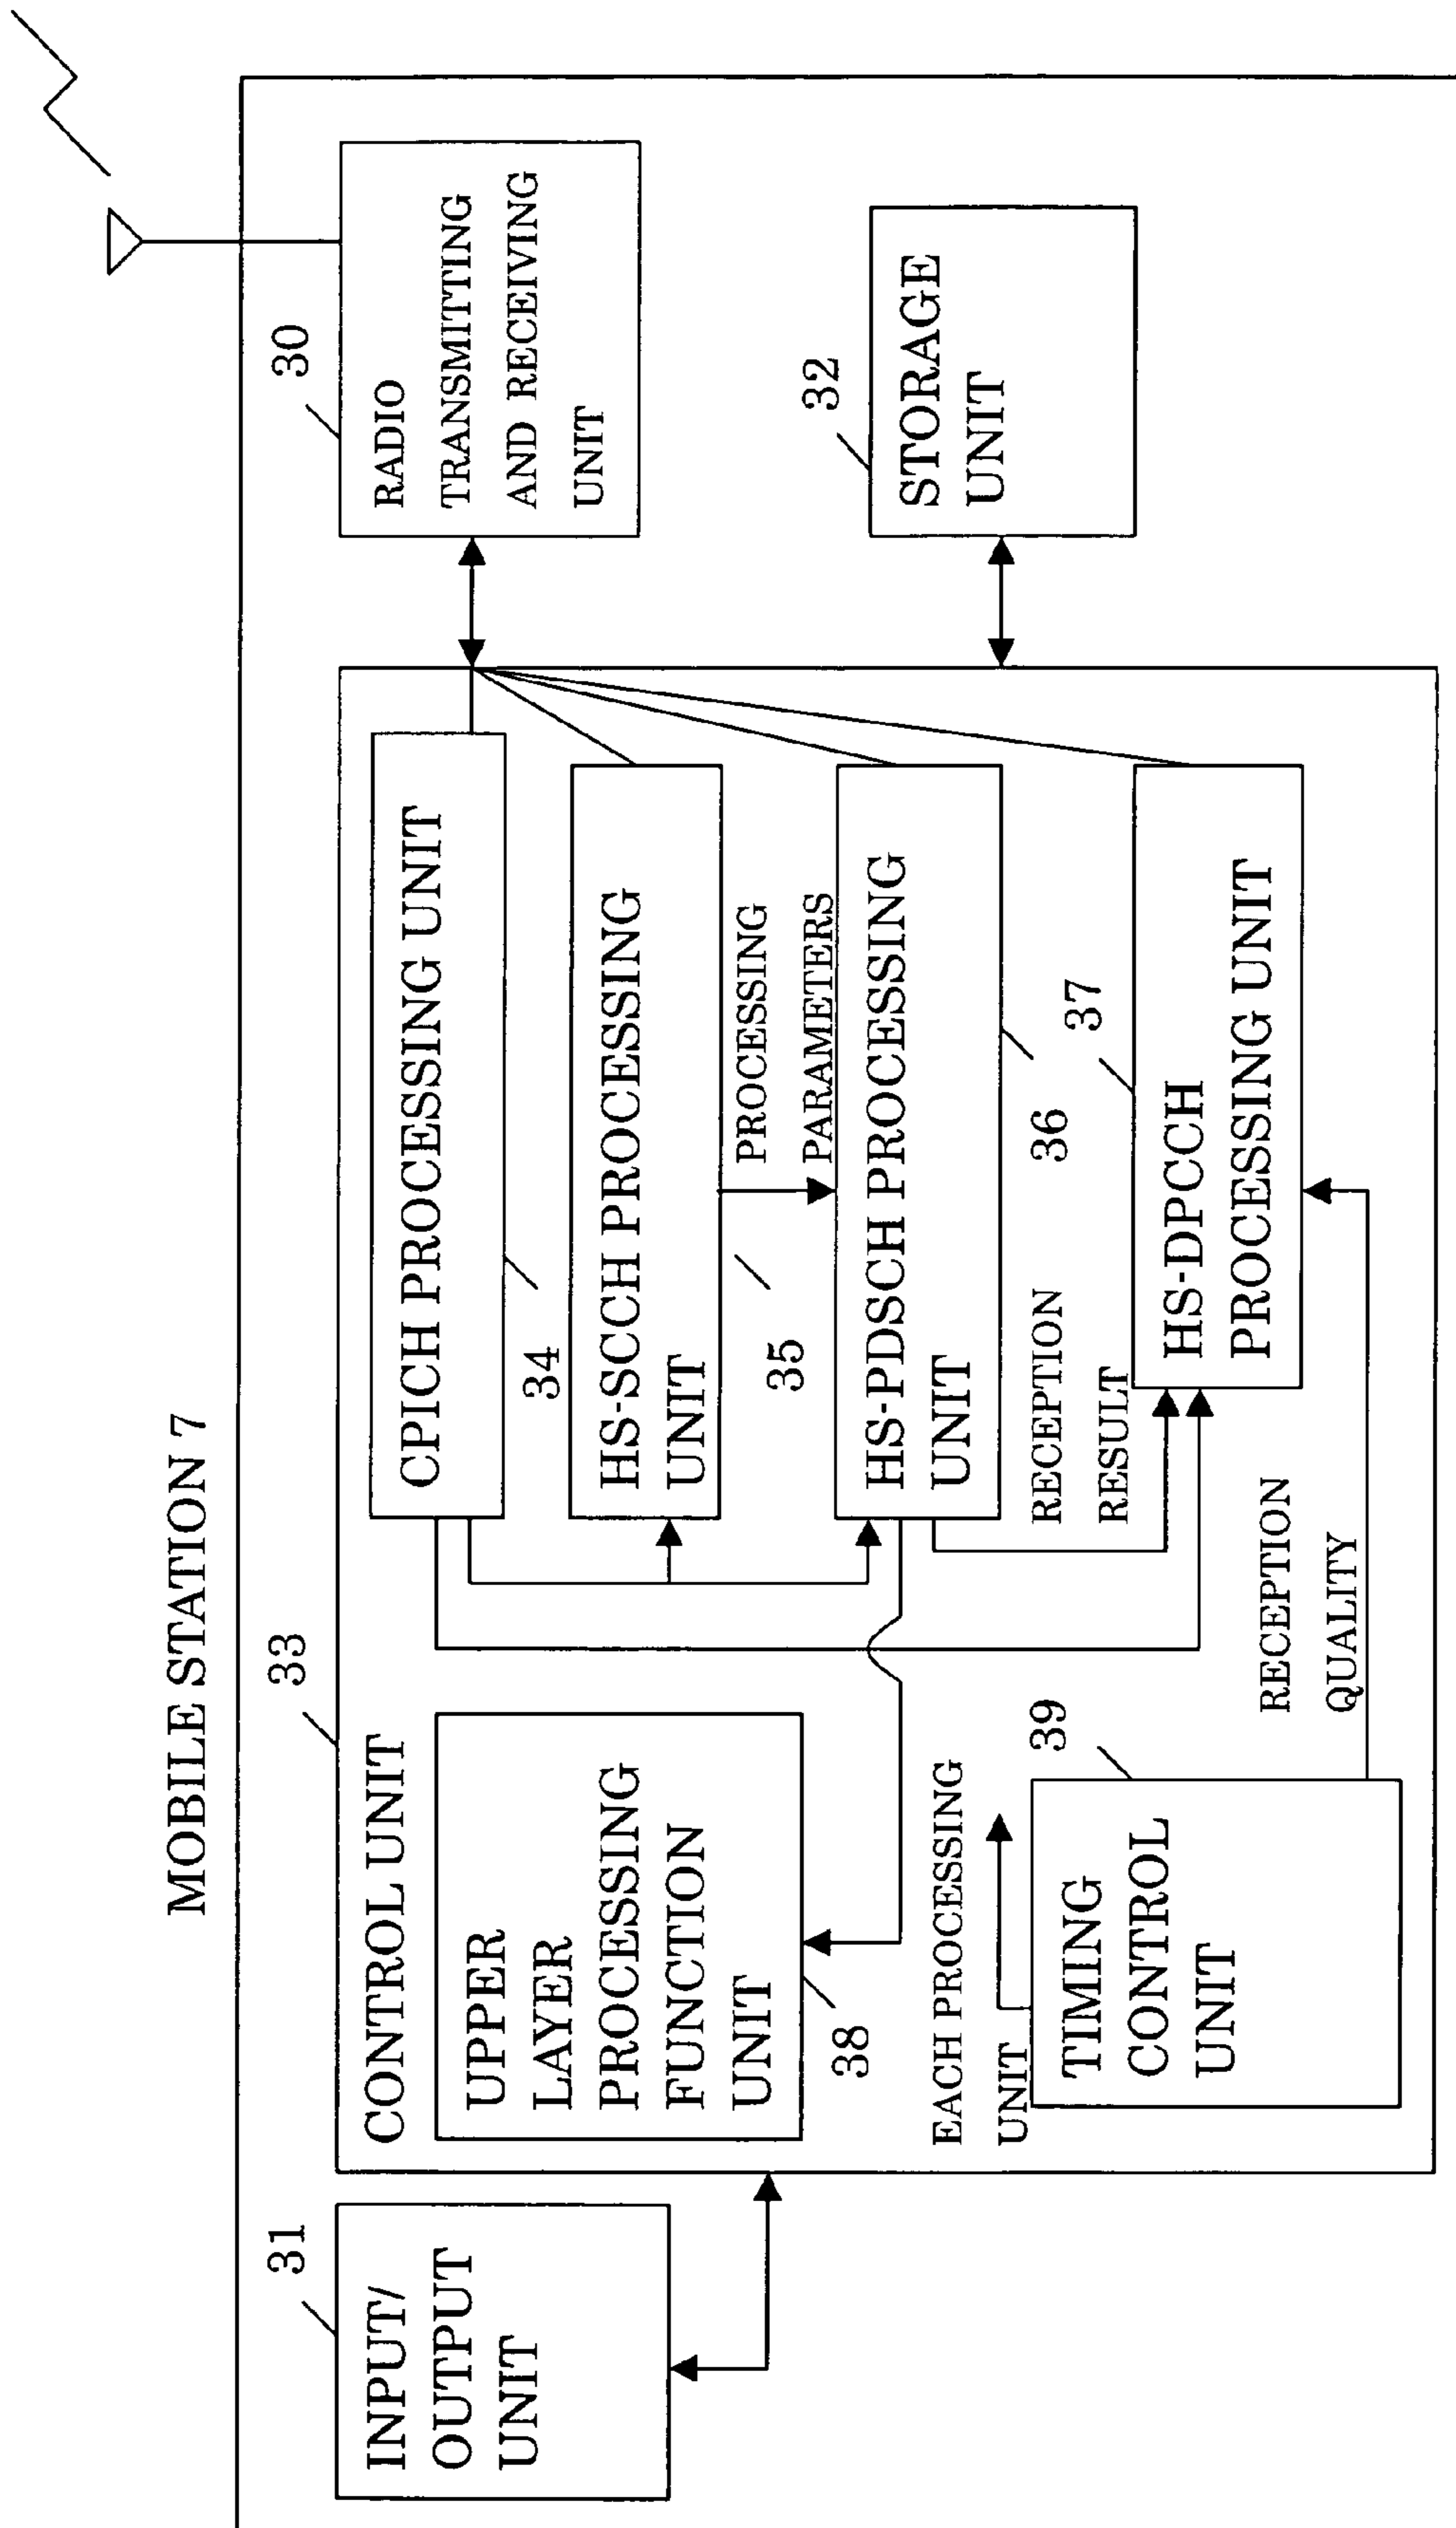 MOBILE STATION 7
31
INPUT/
OUTPUT
UNIT
33
CONTROL UNIT
UPPER
LAYER
PROCESSING
FUNCTION
UNIT
38
EACH PROCESSING
UNIT
39
TIMING
CONTROL
UNIT
CPICH PROCESSING UNIT
34
HS-SCCH PROCESSING
UNIT
35
PROCESSING
PARAMETERS
HS-PDSCH PROCESSING
UNIT
36
RECEPTION
RESULT
37
HS-DPCCH
PROCESSING UNIT
RECEPTION
QUALITY
30
RADIO
TRANSMITTING
AND RECEIVING
UNIT
32
STORAGE
UNIT